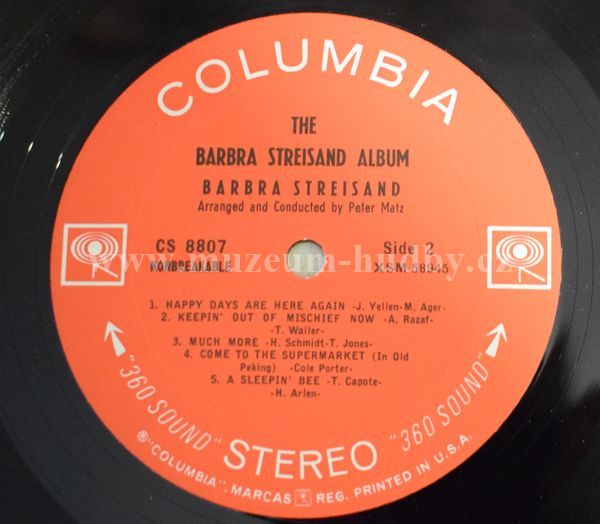 COLUMBIA
THE
BARBRA STREISAND ALBUM
BARBRA STREISAND
Arranged and Conducted by Peter Matz
CS 8807 Side 2
NONBREAKABLE XSM-58945
www.muzeum-hudby.cz
1. HAPPY DAYS ARE HERE AGAIN -J. Yellen-M. Ager-
2. KEEPIN' OUT OF MISCHIEF NOW -A. Razaf-
-T. Waller-
3. MUCH MORE -H. Schmidt-T. Jones-
4. COME TO THE SUPERMARKET (In Old
Peking) -Cole Porter-
5. A SLEEPIN' BEE -T. Capote-
-H. Arlen-
"360 SOUND" STEREO "360 SOUND"
℗"COLUMBIA", MARCAS REG. PRINTED IN U.S.A.